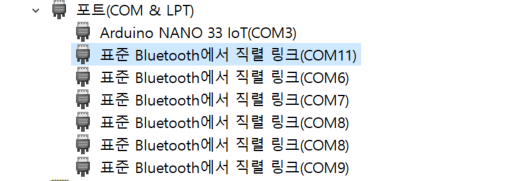 포트(COM & LPT)
Arduino NANO 33 IoT(COM3)
표준 Bluetooth에서 직렬 링크(COM11)
표준 Bluetooth에서 직렬 링크(COM6)
표준 Bluetooth에서 직렬 링크(COM7)
표준 Bluetooth에서 직렬 링크(COM8)
표준 Bluetooth에서 직렬 링크(COM8)
표준 Bluetooth에서 직렬 링크(COM9)